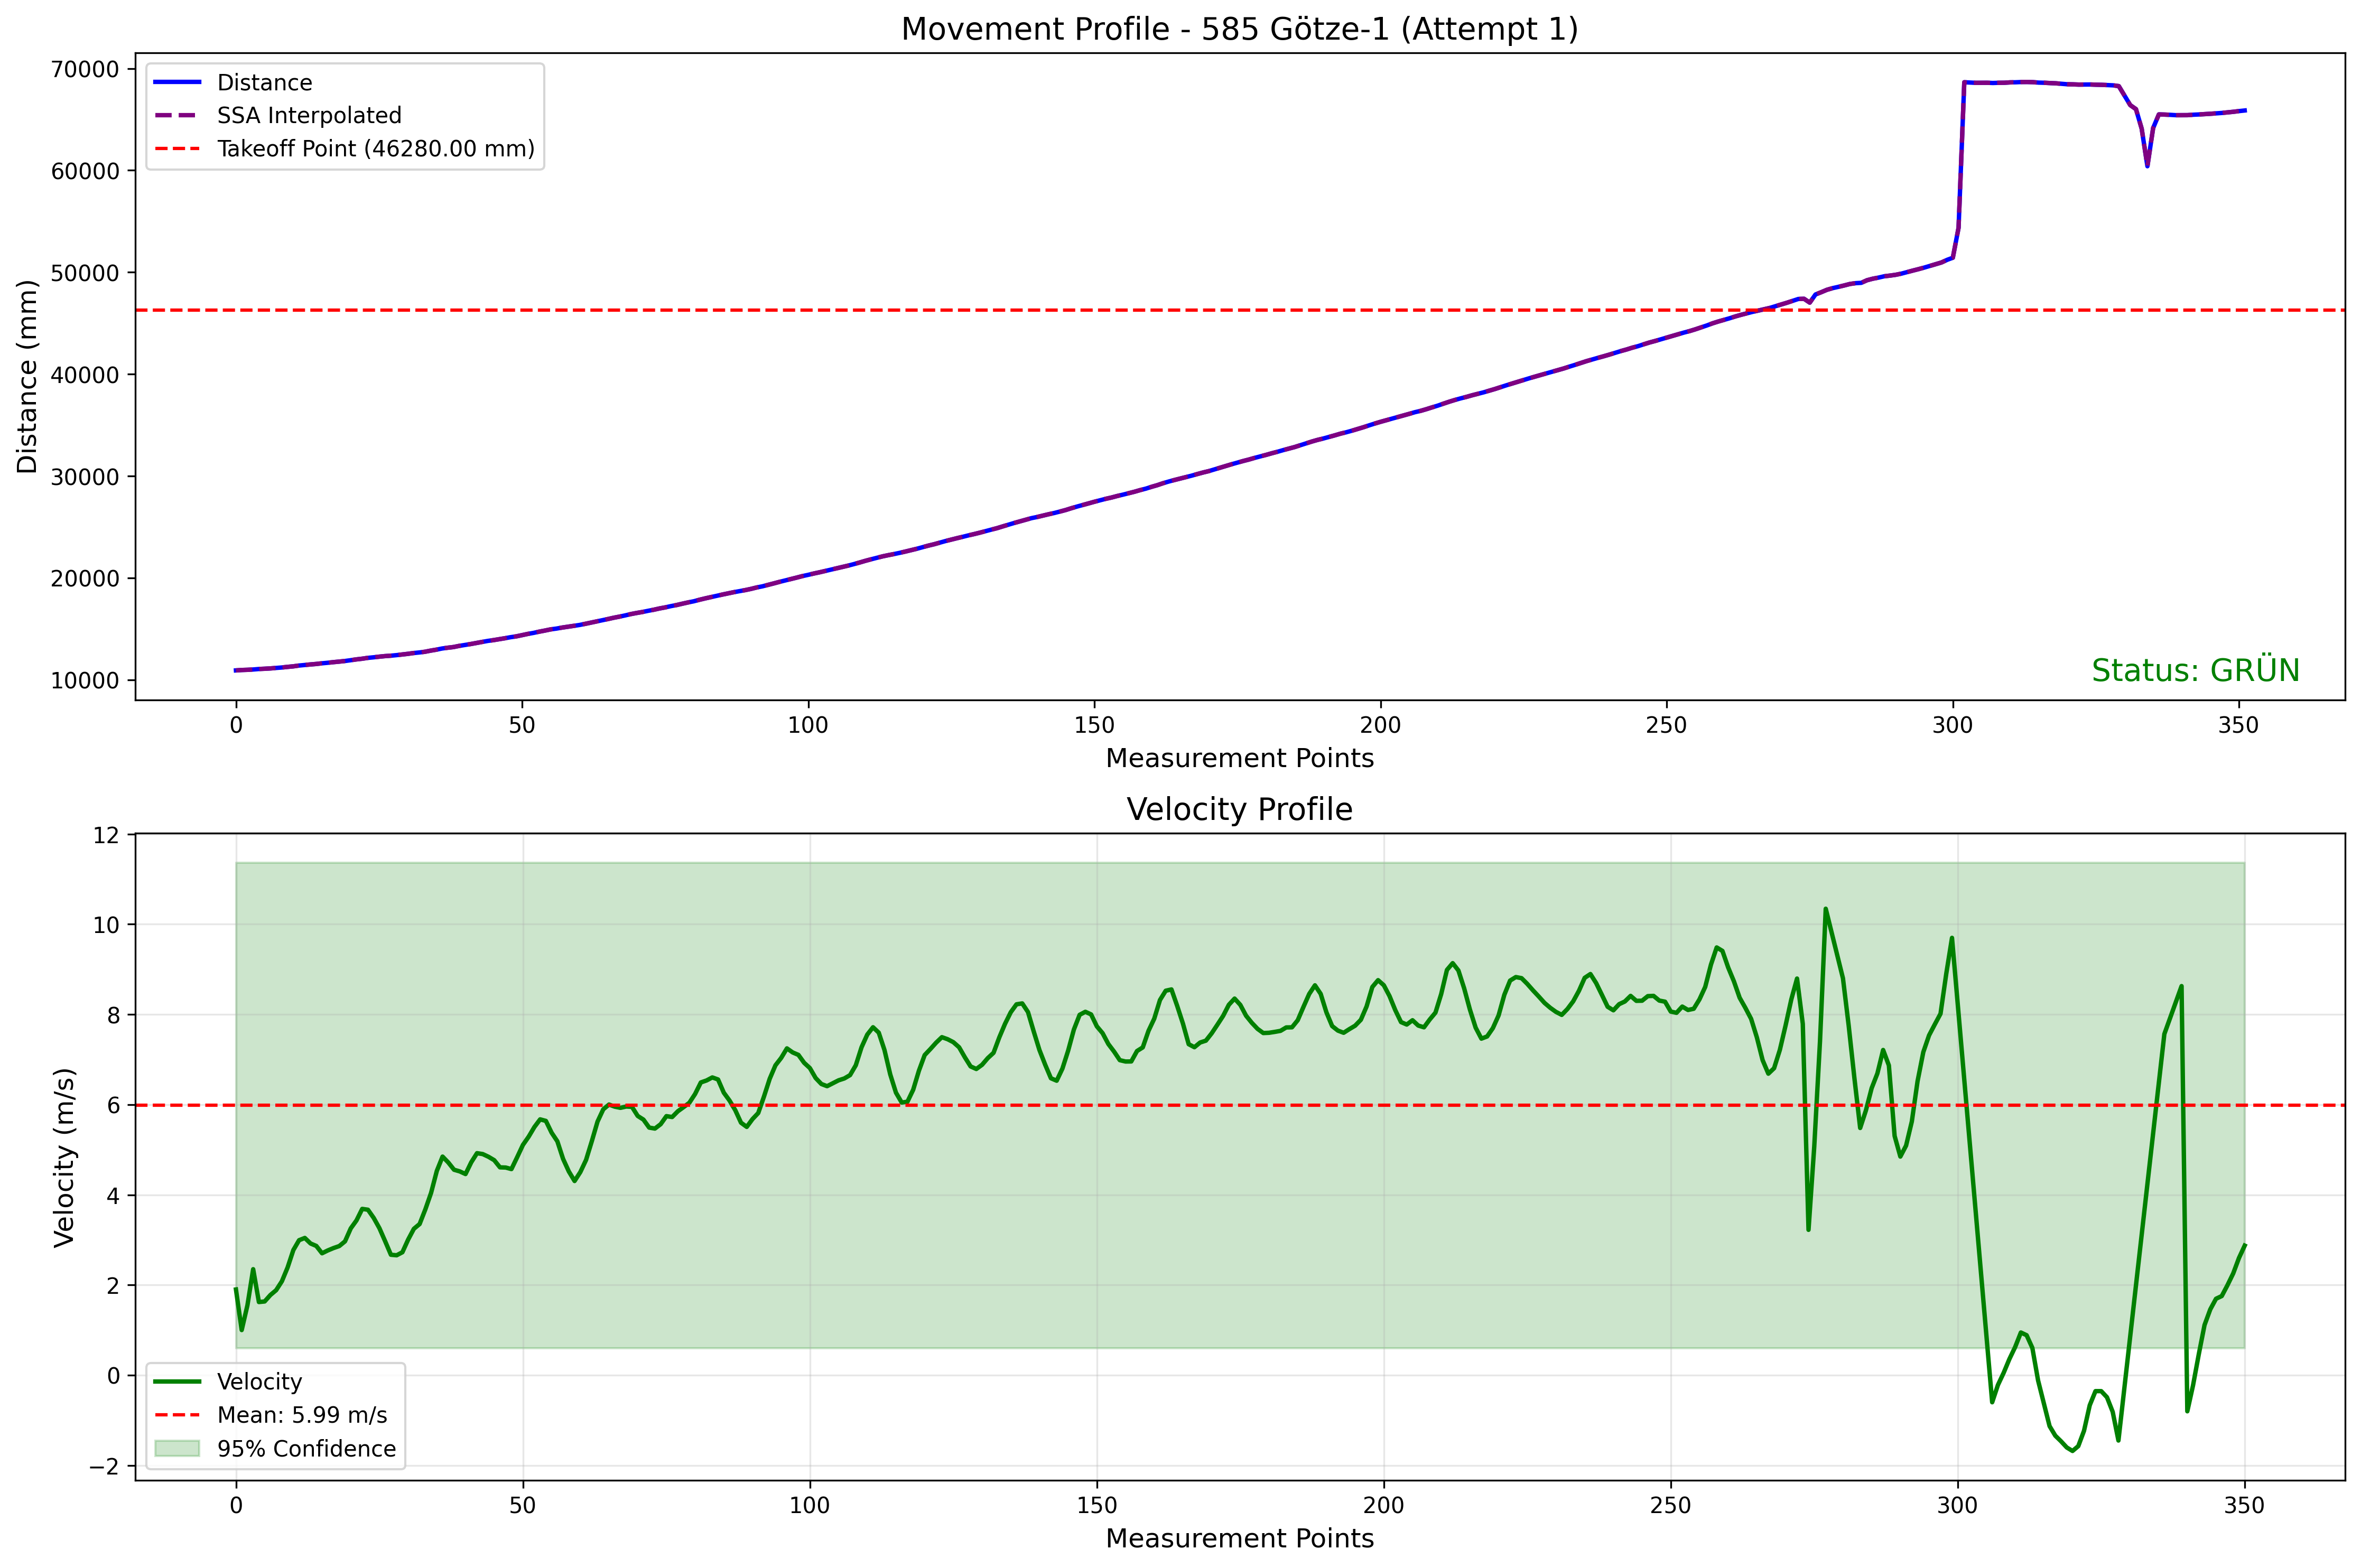 Movement Profile - 585 Götze-1 (Attempt 1)
Distance (mm)
70000
60000
50000
40000
30000
20000
10000
Distance
SSA Interpolated
Takeoff Point (46280.00 mm)
Status: GRÜN
0 50 100 150 200 250 300 350
Measurement Points
Velocity Profile
Velocity (m/s)
12
10
8
6
4
2
0
−2
Velocity
Mean: 5.99 m/s
95% Confidence
0 50 100 150 200 250 300 350
Measurement Points